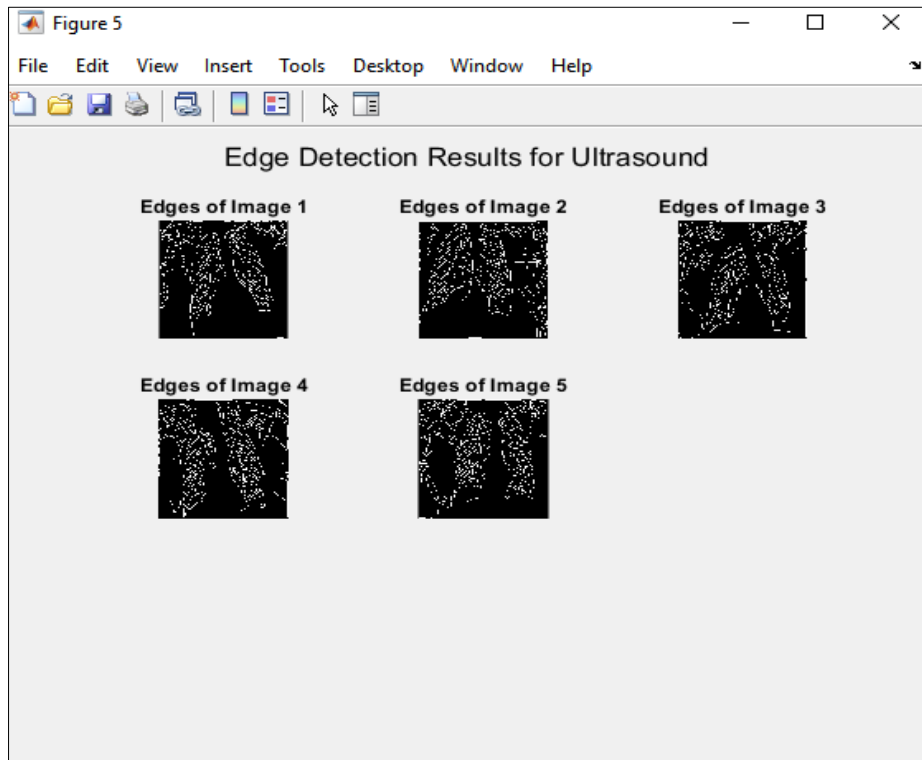 Figure 5
File Edit View Insert Tools Desktop Window Help
Edge Detection Results for Ultrasound
Edges of Image 1 Edges of Image 2 Edges of Image 3
Edges of Image 4 Edges of Image 5